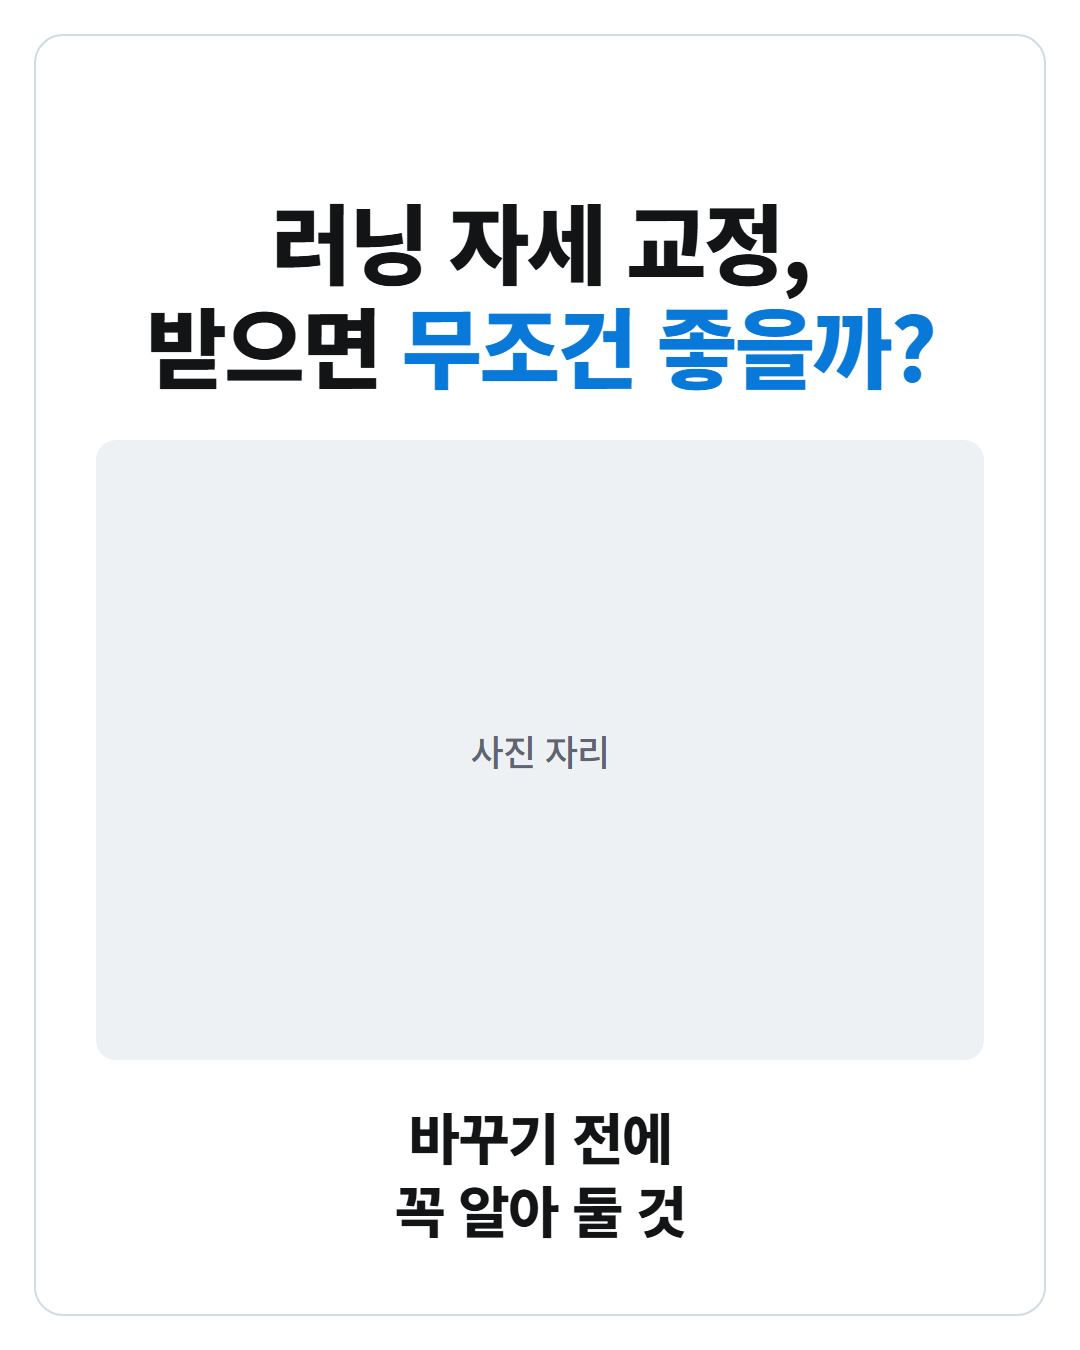 러닝 자세 교정,
받으면 무조건 좋을까?
사진 자리
바꾸기 전에
꼭 알아 둘 것